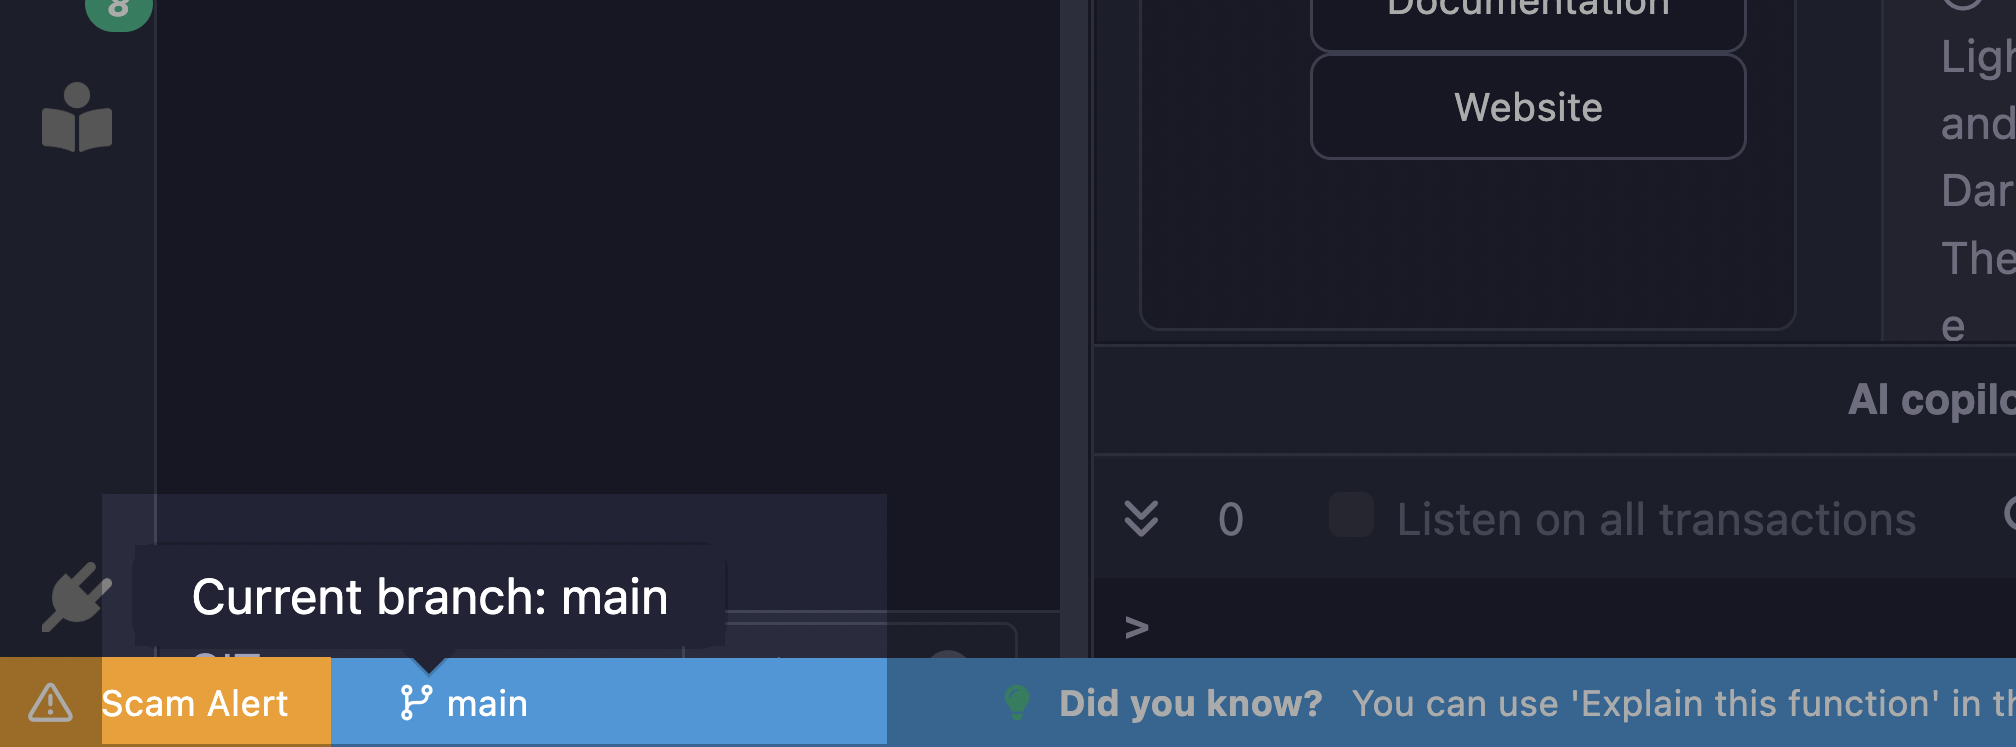 8
Documentation
Website
Ligh
and
Dar
The
e
AI copilo
0
Listen on all transactions
>
Current branch: main
Scam Alert
main
Did you know? You can use 'Explain this function' in th